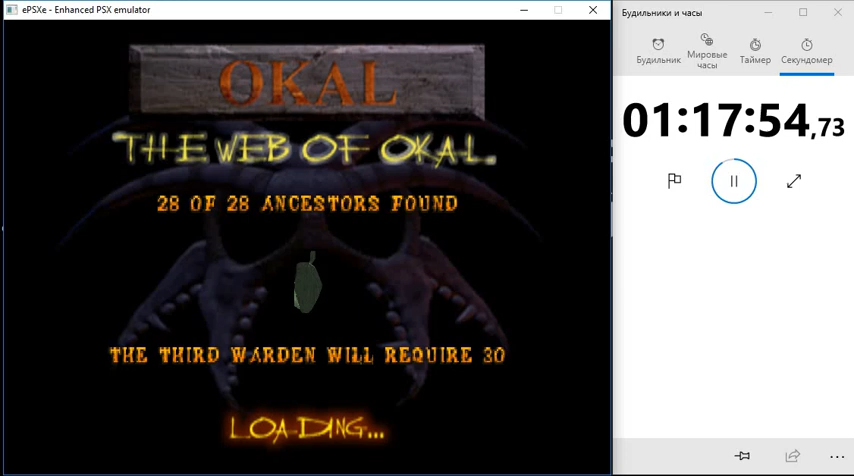 ePSXe - Enhanced PSX emulator
OKAL
THE WEB OF OKAL.
28 OF 28 ANCESTORS FOUND
THE THIRD WARDEN WILL REQUIRE 30
LOADING...
Будильники и часы
Будильник
Мировые
часы
Таймер
Секундомер
01:17:54,73